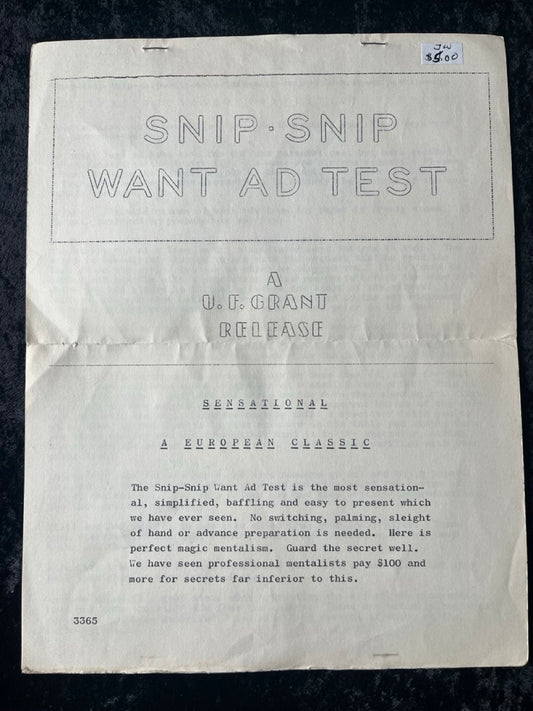 JW
$5.00
SNIP·SNIP
WANT AD TEST
A
U. F. GRANT
RELEASE
SENSATIONAL
A EUROPEAN CLASSIC
The Snip-Snip Want Ad Test is the most sensation-
al, simplified, baffling and easy to present which
we have ever seen. No switching, palming, sleight
of hand or advance preparation is needed. Here is
perfect magic mentalism. Guard the secret well.
We have seen professional mentalists pay $100 and
more for secrets far inferior to this.
3365